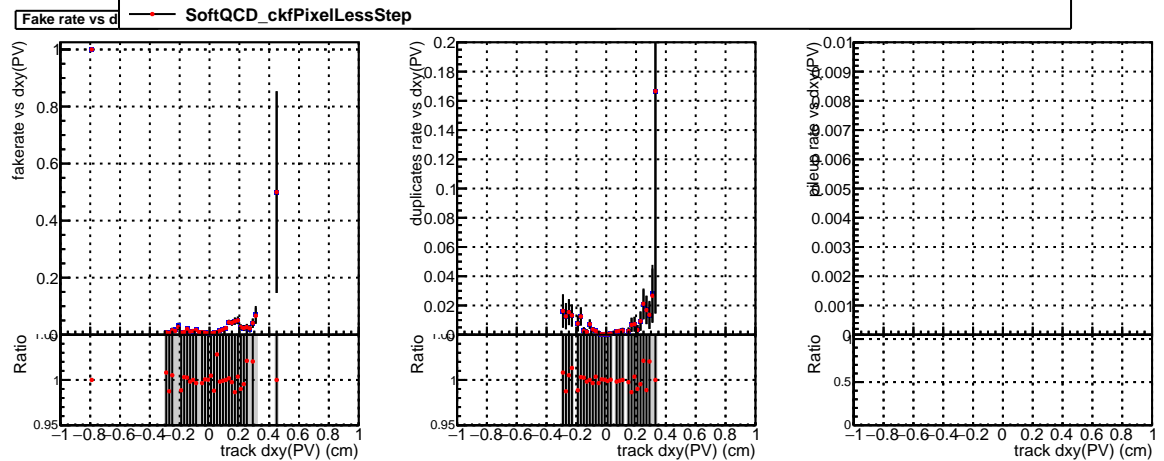 Fake rate vs d
SoftQCD_ckfPixelLessStep
fakerate vs dxy(PV)
1
0.8
0.6
0.4
0.2
0
Ratio
1
0.95
−1 −0.8 −0.6 −0.4 −0.2 0 0.2 0.4 0.6 0.8 1
track dxy(PV) (cm)
duplicates rate vs dxy(PV)
0.2
0.18
0.16
0.14
0.12
0.1
0.08
0.06
0.04
0.02
0
Ratio
1
0.95
−1 −0.8 −0.6 −0.4 −0.2 0 0.2 0.4 0.6 0.8 1
track dxy(PV) (cm)
pileup rate vs dxy(PV)
0.01
0.009
0.008
0.007
0.006
0.005
0.004
0.003
0.002
0.001
0
Ratio
1
0.5
0
−1 −0.8 −0.6 −0.4 −0.2 0 0.2 0.4 0.6 0.8 1
track dxy(PV) (cm)